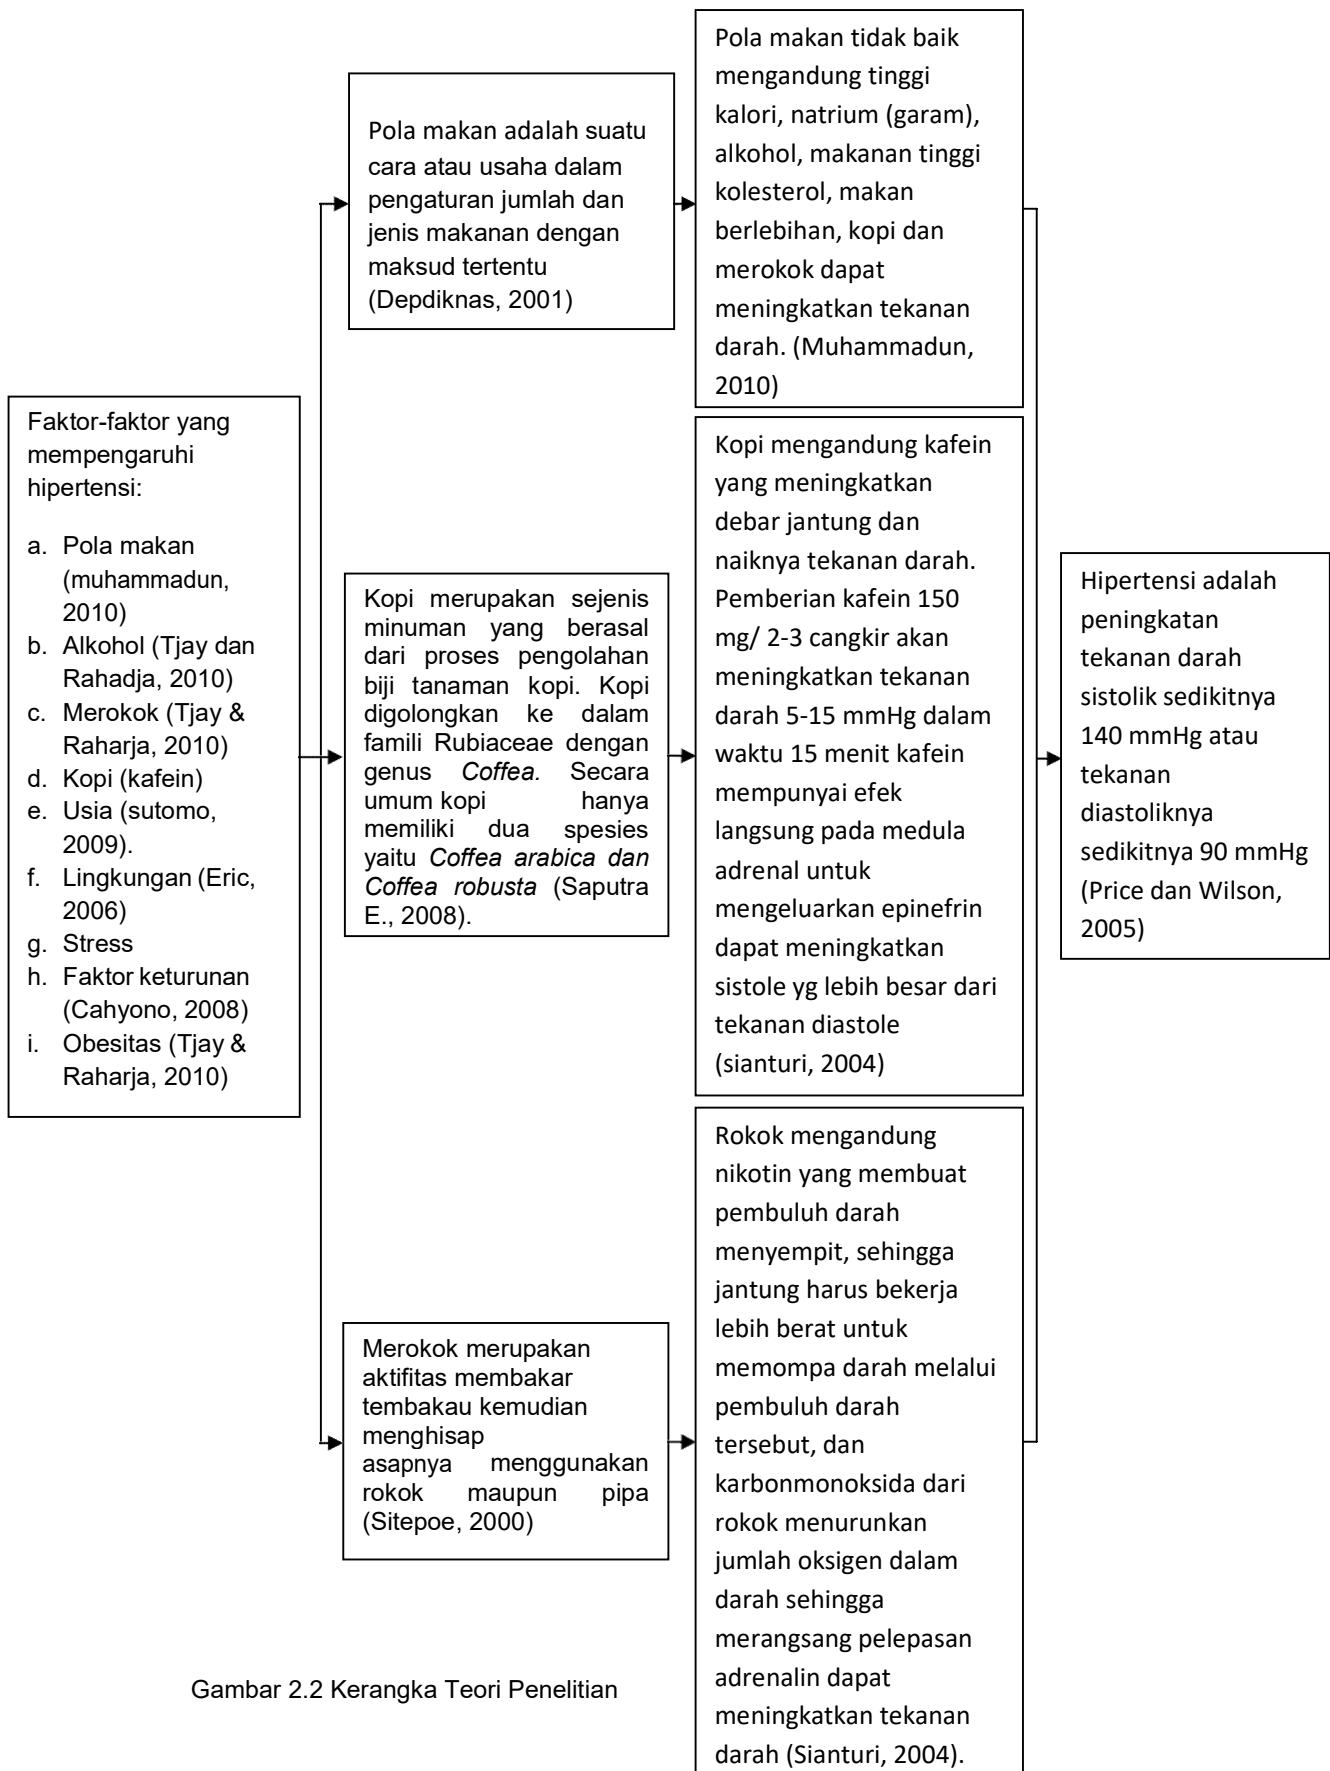 Faktor-faktor yang
mempengaruhi
hipertensi:
a. Pola makan
(muhammadun,
2010)
b. Alkohol (Tjay dan
Rahadja, 2010)
c. Merokok (Tjay &
Raharja, 2010)
d. Kopi (kafein)
e. Usia (sutomo,
2009).
f. Lingkungan (Eric,
2006)
g. Stress
h. Faktor keturunan
(Cahyono, 2008)
i. Obesitas (Tjay &
Raharja, 2010)
Pola makan adalah suatu
cara atau usaha dalam
pengaturan jumlah dan
jenis makanan dengan
maksud tertentu
(Depdiknas, 2001)
Pola makan tidak baik
mengandung tinggi
kalori, natrium (garam),
alkohol, makanan tinggi
kolesterol, makan
berlebihan, kopi dan
merokok dapat
meningkatkan tekanan
darah. (Muhammadun,
2010)
Kopi merupakan sejenis
minuman yang berasal
dari proses pengolahan
biji tanaman kopi. Kopi
digolongkan ke dalam
famili Rubiaceae dengan
genus Coffea. Secara
umum kopi hanya
memiliki dua spesies
yaitu Coffea arabica dan
Coffea robusta (Saputra
E., 2008).
Kopi mengandung kafein
yang meningkatkan
debar jantung dan
naiknya tekanan darah.
Pemberian kafein 150
mg/ 2-3 cangkir akan
meningkatkan tekanan
darah 5-15 mmHg dalam
waktu 15 menit kafein
mempunyai efek
langsung pada medula
adrenal untuk
mengeluarkan epinefrin
dapat meningkatkan
sistole yg lebih besar dari
tekanan diastole
(sianturi, 2004)
Merokok merupakan
aktifitas membakar
tembakau kemudian
menghisap
asapnya menggunakan
rokok maupun pipa
(Sitepoe, 2000)
Rokok mengandung
nikotin yang membuat
pembuluh darah
menyempit, sehingga
jantung harus bekerja
lebih berat untuk
memompa darah melalui
pembuluh darah
tersebut, dan
karbonmonoksida dari
rokok menurunkan
jumlah oksigen dalam
darah sehingga
merangsang pelepasan
adrenalin dapat
meningkatkan tekanan
darah (Sianturi, 2004).
Hipertensi adalah
peningkatan
tekanan darah
sistolik sedikitnya
140 mmHg atau
tekanan
diastoliknya
sedikitnya 90 mmHg
(Price dan Wilson,
2005)
Gambar 2.2 Kerangka Teori Penelitian